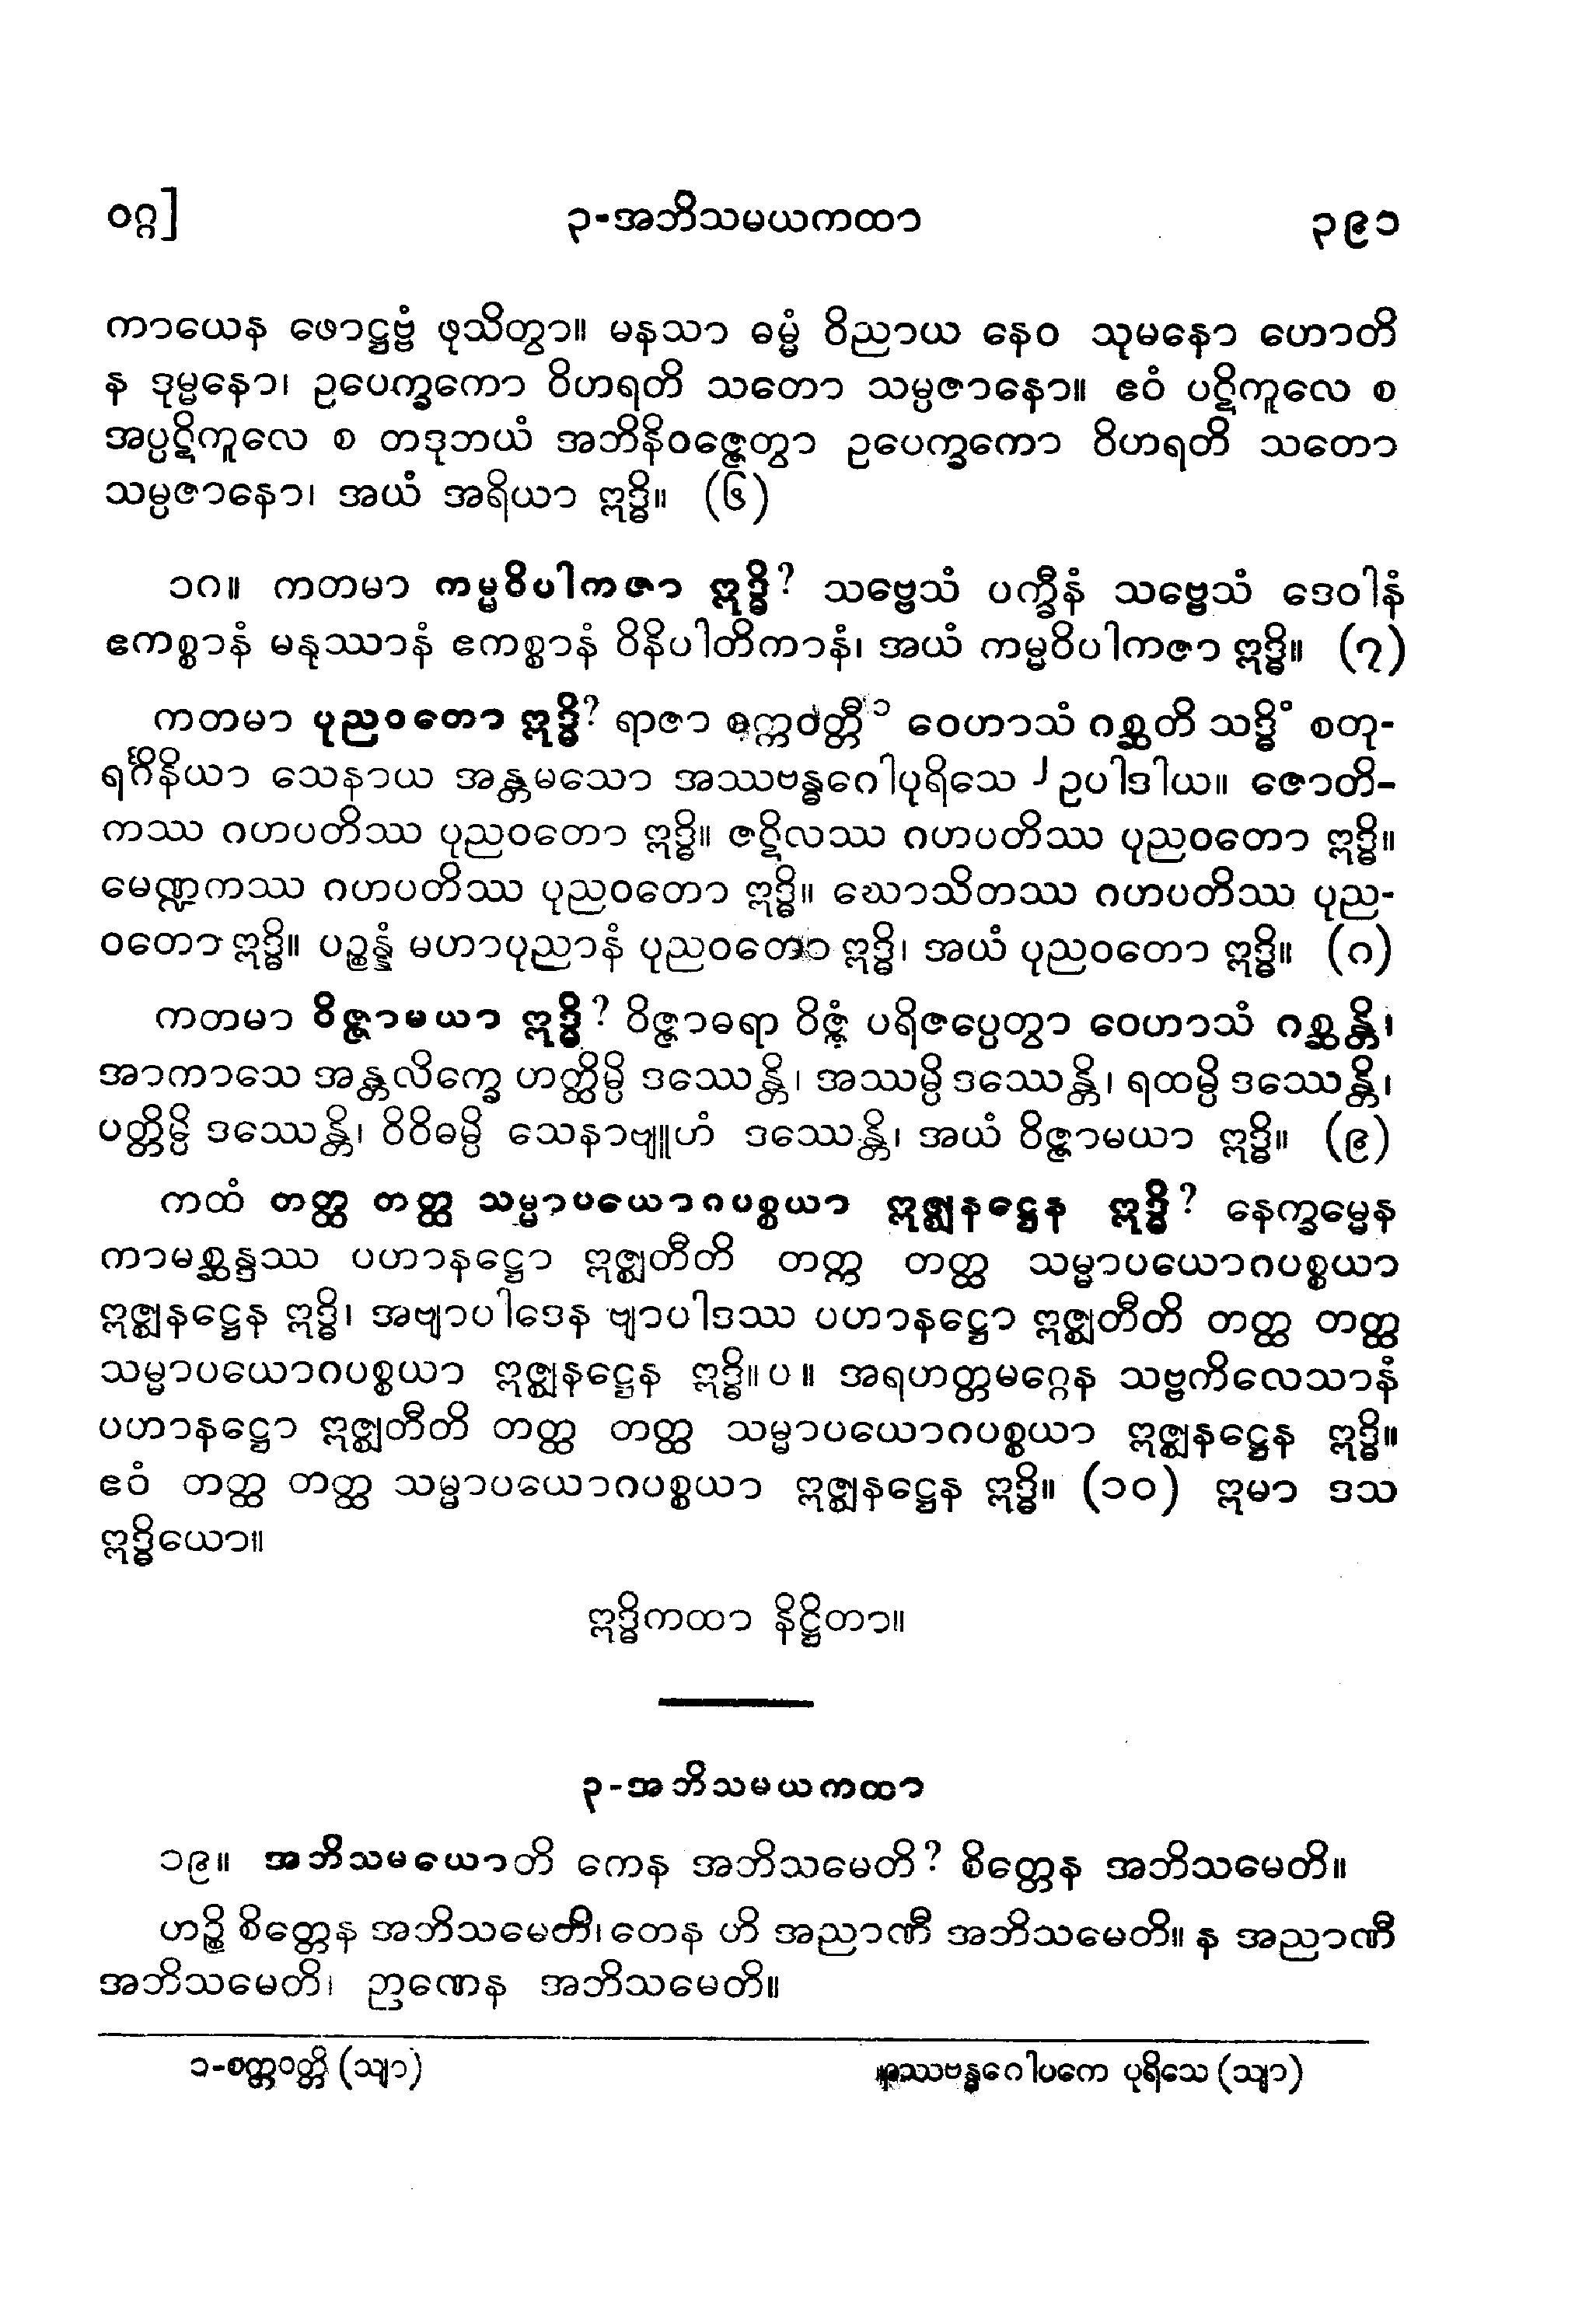 ဝဂ္ဂ]
၃-အဘိသမယကထာ
၃၉၁
ကာယေန ဖောဋ္ဌဗ္ဗံ ဖုသိတွာ။ မနသာ ဓမ္မံ ဝိညာယ နေဝ သုမနော ဟောတိ
န ဒုမ္မနော၊ ဥပေက္ခကော ဝိဟရတိ သတော သမ္ပဇာနော။ ဧဝံ ပဋိကူလေ စ
အပ္ပဋိကူလေ စ တဒုဘယံ အဘိနိဝဇ္ဇေတွာ ဥပေက္ခကော ဝိဟရတိ သတော
သမ္ပဇာနော၊ အယံ အရိယာ ဣဒ္ဓိ။ (၆)
၁ဂ။ ကတမာ ကမ္မဝိပါကဇာ ဣဒ္ဓိ? သဗ္ဗေသံ ပက္ခီနံ သဗ္ဗေသံ ဒေဝါနံ
ဧကစ္စာနံ မနုဿာနံ ဧကစ္စာနံ ဝိနိပါတိကာနံ၊ အယံ ကမ္မဝိပါကဇာ ဣဒ္ဓိ။ (၇)
ကတမာ ပုညဝတော ဣဒ္ဓိ? ရာဇာ စက္ကဝတ္တီ ၁ ဝေဟာသံ ဂစ္ဆတိ သဒ္ဓိံ စတု-
ရင်္ဂိနိယာ သေနာယ အန္တမသော အဿဗန္ဓဂေါပုရိသေ ၂ ဥပါဒါယ။ ဇောတိ-
ကဿ ဂဟပတိဿ ပုညဝတော ဣဒ္ဓိ။ ဇဋိလဿ ဂဟပတိဿ ပုညဝတော ဣဒ္ဓိ။
မေဏ္ဍကဿ ဂဟပတိဿ ပုညဝတော ဣဒ္ဓိ။ ဃောသိတဿ ဂဟပတိဿ ပုည-
ဝတော ဣဒ္ဓိ။ ပဉ္စန္နံ မဟာပုညာနံ ပုညဝတော ဣဒ္ဓိ၊ အယံ ပုညဝတော ဣဒ္ဓိ။ (ဂ)
ကတမာ ဝိဇ္ဇာမယာ ဣဒ္ဓိ? ဝိဇ္ဇာဓရာ ဝိဇ္ဇံ ပရိဇပ္ပေတွာ ဝေဟာသံ ဂစ္ဆန္တိ၊
အာကာသေ အန္တလိက္ခေ ဟတ္ထိမ္ပိ ဒဿေန္တိ၊ အဿမ္ပိ ဒဿေန္တိ၊ ရထမ္ပိ ဒဿေန္တိ၊
ပတ္တိမ္ပိ ဒဿေန္တိ၊ ဝိဝိဓမ္ပိ သေနာဗျူဟံ ဒဿေန္တိ၊ အယံ ဝိဇ္ဇာမယာ ဣဒ္ဓိ။ (၉)
ကထံ တတ္ထ တတ္ထ သမ္မာပယောဂပစ္စယာ ဣဇ္ဈနဋ္ဌေန ဣဒ္ဓိ? နေက္ခမ္မေန
ကာမစ္ဆန္ဒဿ ပဟာနဋ္ဌော ဣဇ္ဈတီတိ တတ္ထ တတ္ထ သမ္မာပယောဂပစ္စယာ
ဣဇ္ဈနဋ္ဌေန ဣဒ္ဓိ၊ အဗျာပါဒေန ဗျာပါဒဿ ပဟာနဋ္ဌော ဣဇ္ဈတီတိ တတ္ထ တတ္ထ
သမ္မာပယောဂပစ္စယာ ဣဇ္ဈနဋ္ဌေန ဣဒ္ဓိ။ပ။ အရဟတ္တမဂ္ဂေန သဗ္ဗကိလေသာနံ
ပဟာနဋ္ဌော ဣဇ္ဈတီတိ တတ္ထ တတ္ထ သမ္မာပယောဂပစ္စယာ ဣဇ္ဈနဋ္ဌေန ဣဒ္ဓိ။
ဧဝံ တတ္ထ တတ္ထ သမ္မာပယောဂပစ္စယာ ဣဇ္ဈနဋ္ဌေန ဣဒ္ဓိ။ (၁၀) ဣမာ ဒသ
ဣဒ္ဓိယော။
ဣဒ္ဓိကထာ နိဋ္ဌိတာ။
၃-အဘိသမယကထာ
၁၉။ အဘိသမယောတိ ကေန အဘိသမေတိ? စိတ္တေန အဘိသမေတိ။
ဟဉ္စိ စိတ္တေန အဘိသမေတိ၊ တေန ဟိ အညာဏီ အဘိသမေတိ။ န အညာဏီ
အဘိသမေတိ၊ ဉာဏေန အဘိသမေတိ။
၁-စက္ကဝတ္တိ (သျာ)
အဿဗန္ဓဂေါပကေ ပုရိသေ (သျာ)